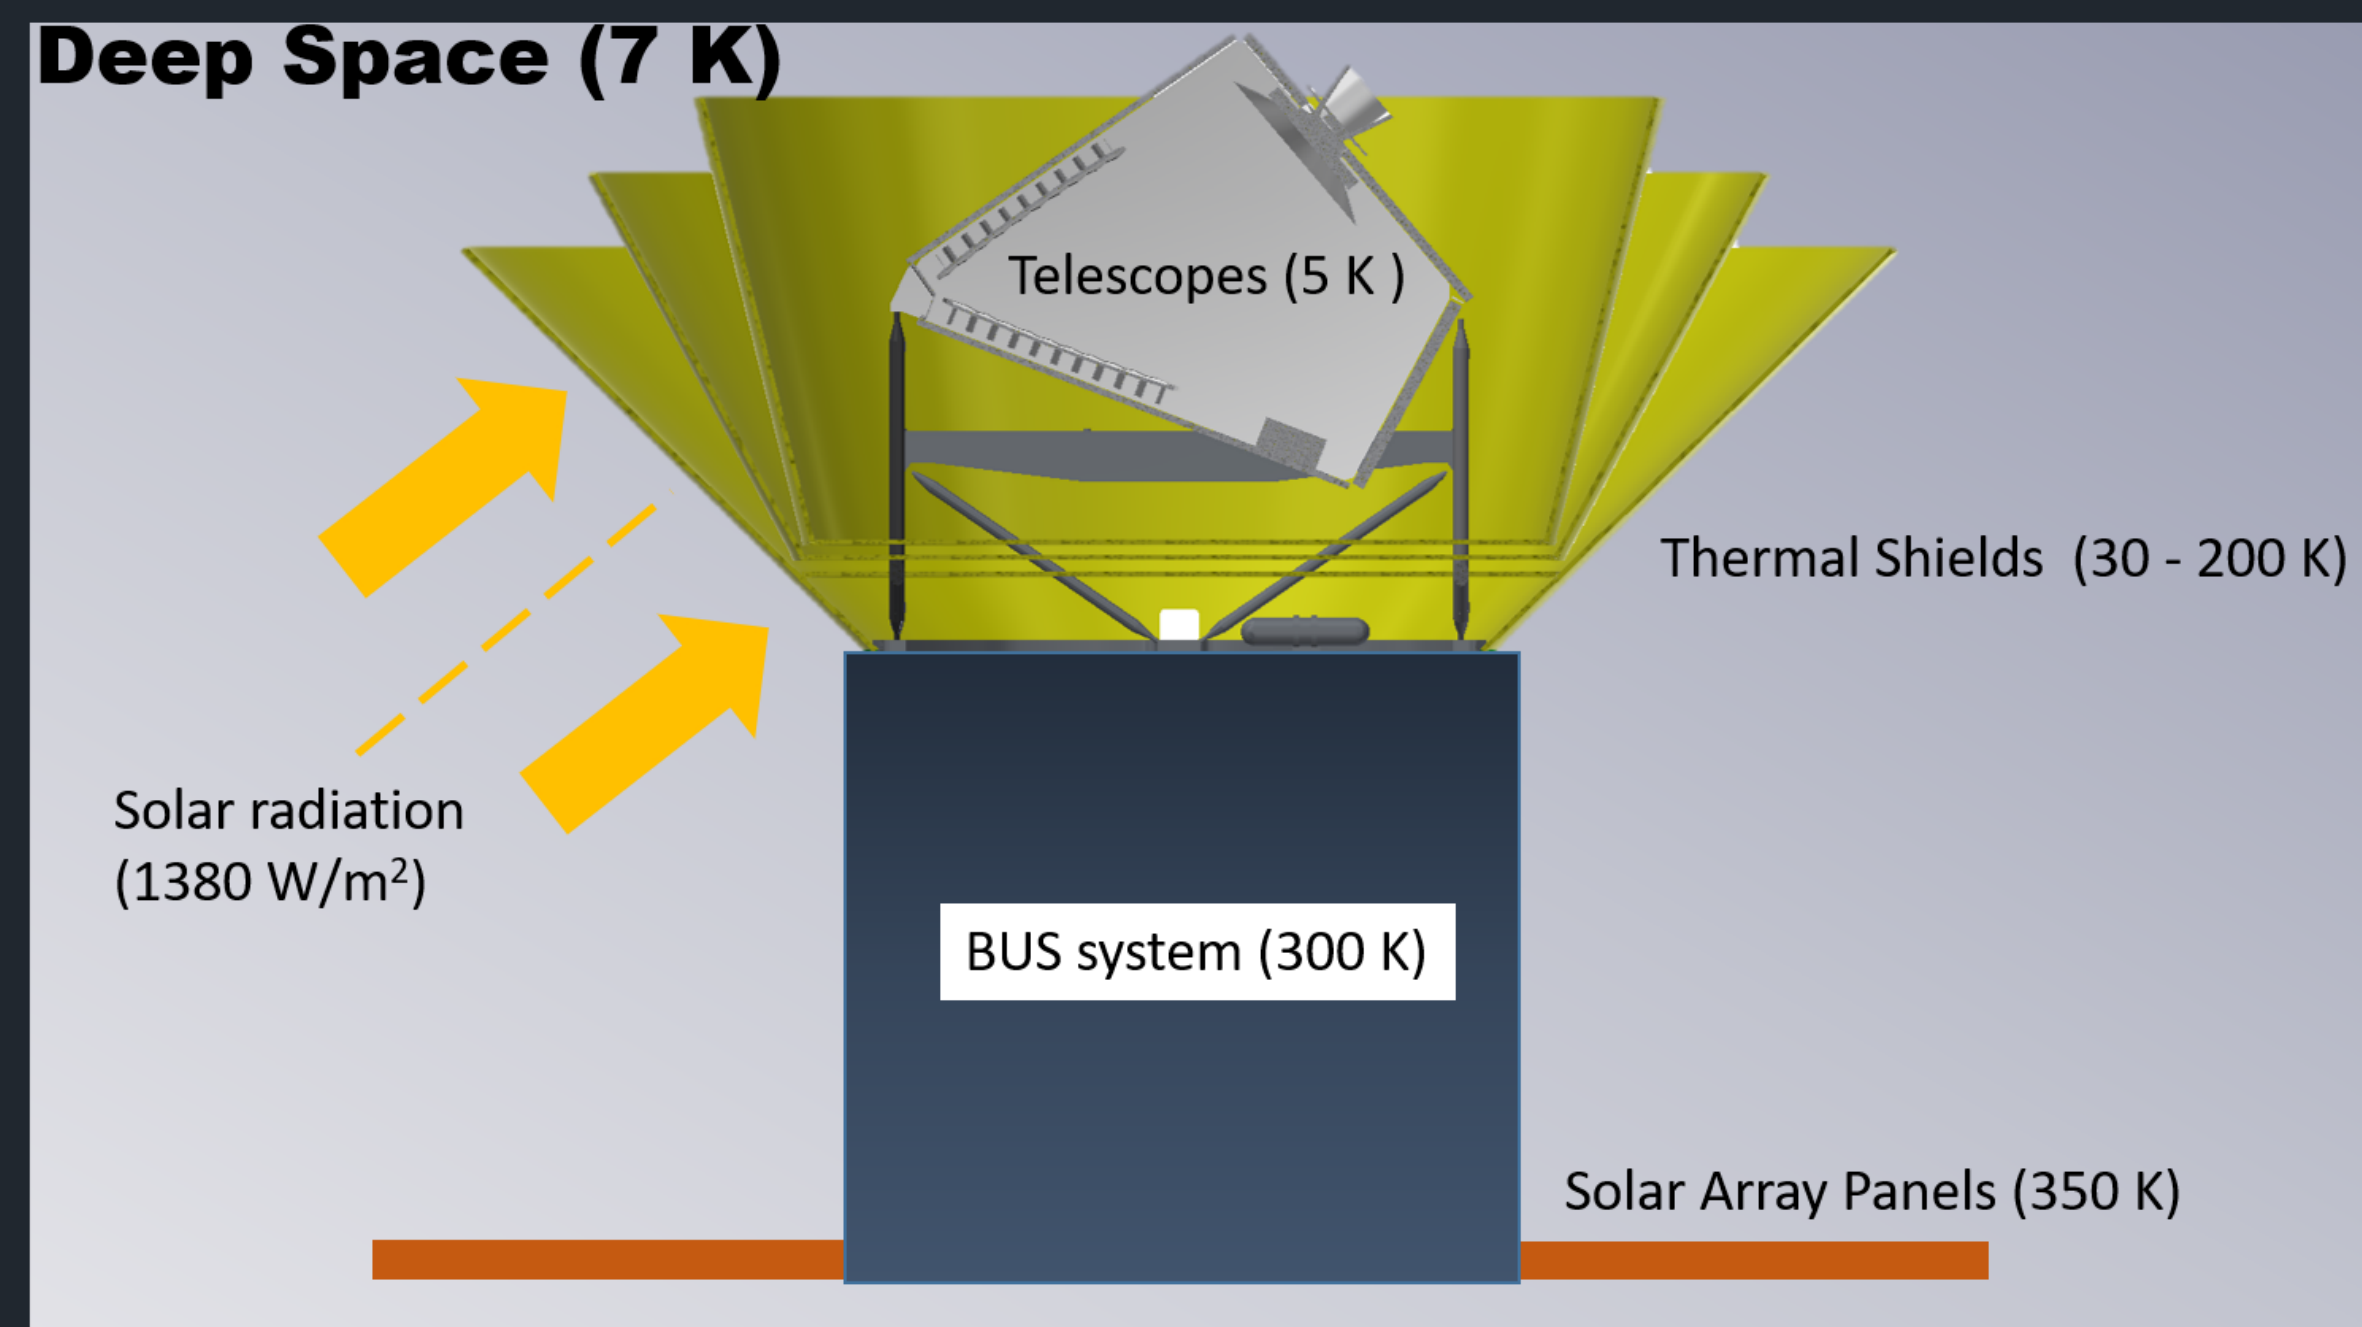 Deep Space (7 K)
Telescopes (5 K )
Thermal Shields  (30 - 200 K)
Solar radiation
(1380 W/m²)
BUS system (300 K)
Solar Array Panels (350 K)